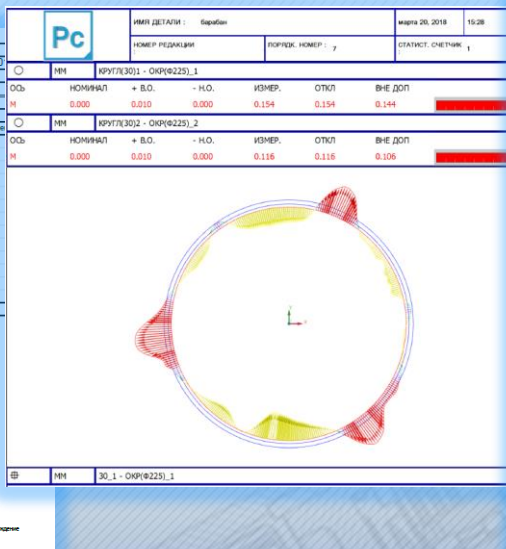 Pc
ИМЯ ДЕТАЛИ : барабан марта 20, 2018 15:28
НОМЕР РЕДАКЦИИ : ПОРЯДК. НОМЕР : 7 СТАТИСТ. СЧЕТЧИК : 1
ММ КРУГЛ(30)1 - ОКР(Ф225)_1
ОСЬ НОМИНАЛ + В.О. - Н.О. ИЗМЕР. ОТКЛ ВНЕ ДОП
M 0.000 0.010 0.000 0.154 0.154 0.144
ММ КРУГЛ(30)2 - ОКР(Ф225)_2
ОСЬ НОМИНАЛ + В.О. - Н.О. ИЗМЕР. ОТКЛ ВНЕ ДОП
M 0.000 0.010 0.000 0.116 0.116 0.106
ММ 30_1 - ОКР(Ф225)_1